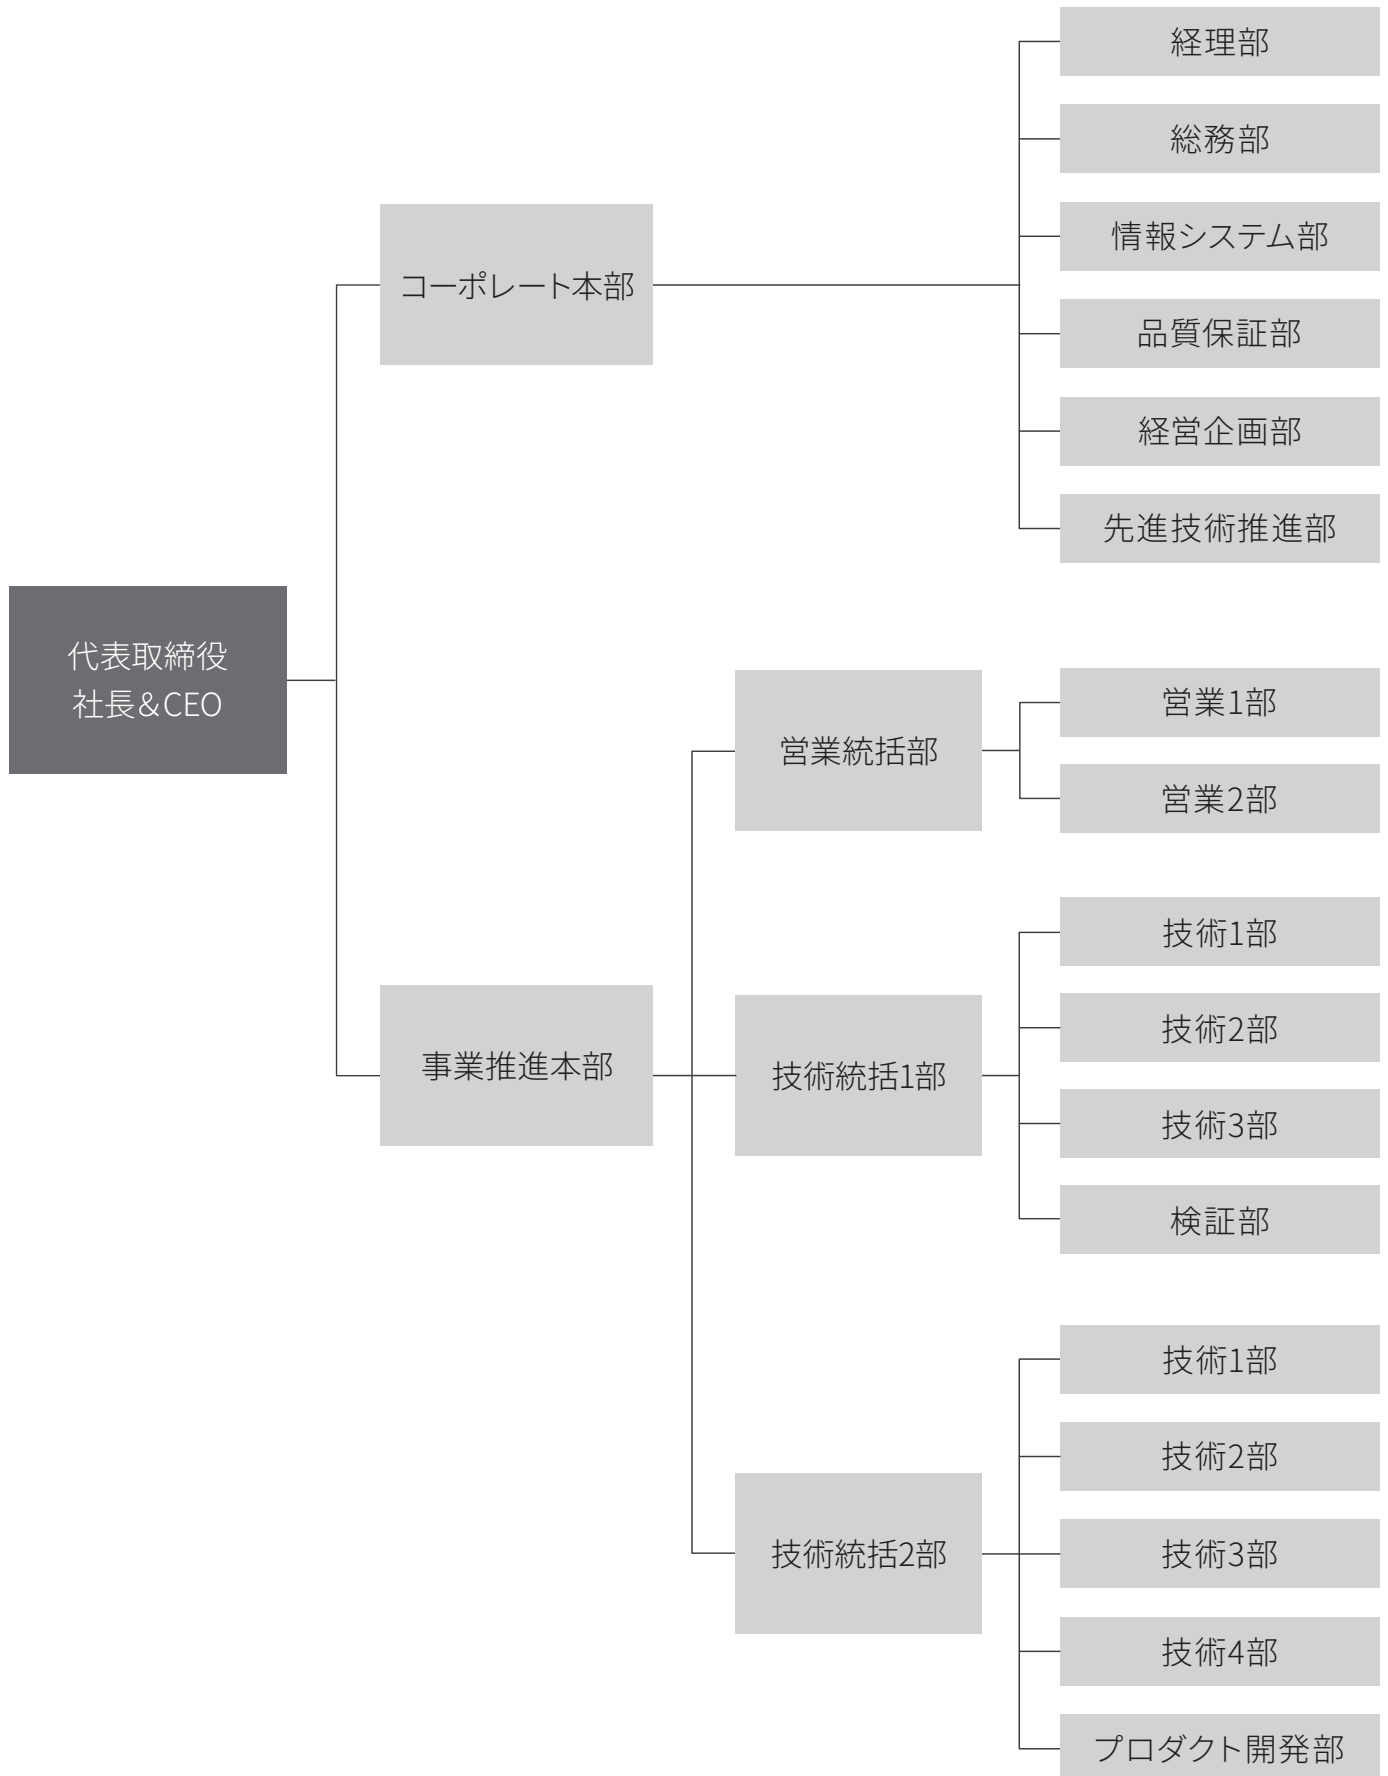 代表取締役
社長&CEO
コーポレート本部
経理部
総務部
情報システム部
品質保証部
経営企画部
先進技術推進部
事業推進本部
営業統括部
営業1部
営業2部
技術統括1部
技術1部
技術2部
技術3部
検証部
技術統括2部
技術1部
技術2部
技術3部
技術4部
プロダクト開発部